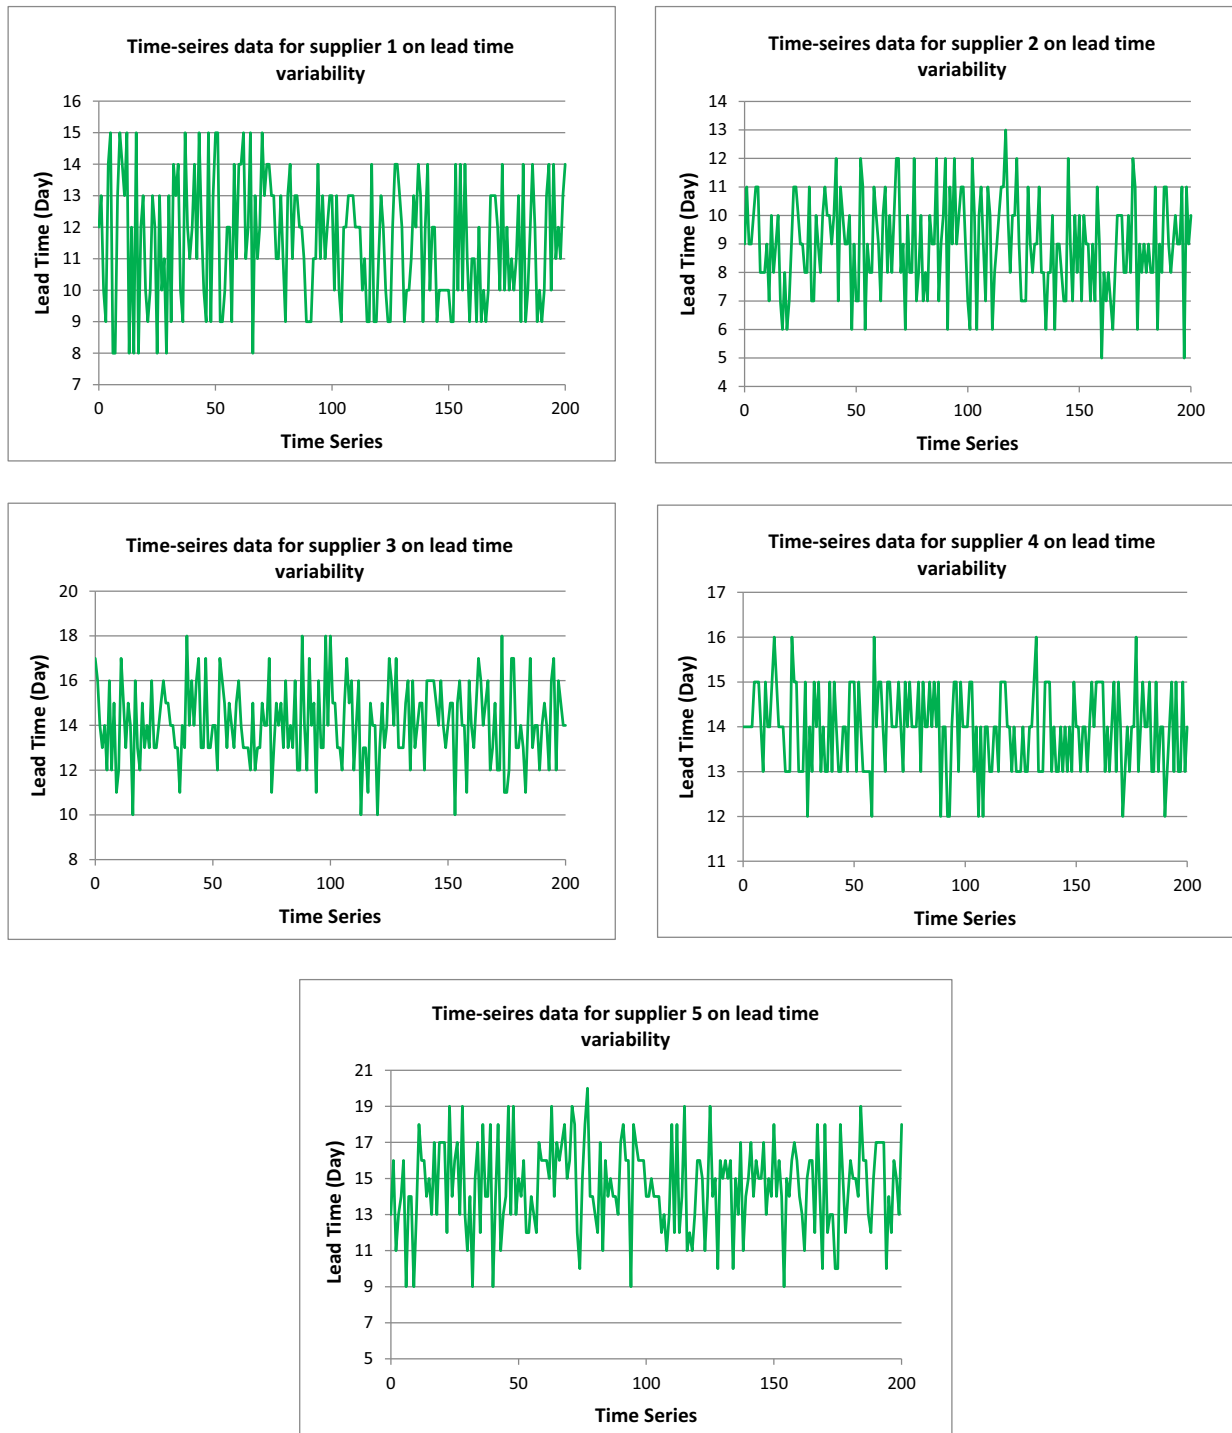 Time-seires data for supplier 1 on lead time
variability
Lead Time (Day)
16
15
14
13
12
11
10
9
8
7
0 50 100 150 200
Time Series
Time-seires data for supplier 2 on lead time
variability
Lead Time (Day)
14
13
12
11
10
9
8
7
6
5
4
0 50 100 150 200
Time Series
Time-seires data for supplier 3 on lead time
variability
Lead Time (Day)
20
18
16
14
12
10
8
0 50 100 150 200
Time Series
Time-seires data for supplier 4 on lead time
variability
Lead Time (Day)
17
16
15
14
13
12
11
0 50 100 150 200
Time Series
Time-seires data for supplier 5 on lead time
variability
Lead Time (Day)
21
19
17
15
13
11
9
7
5
0 50 100 150 200
Time Series